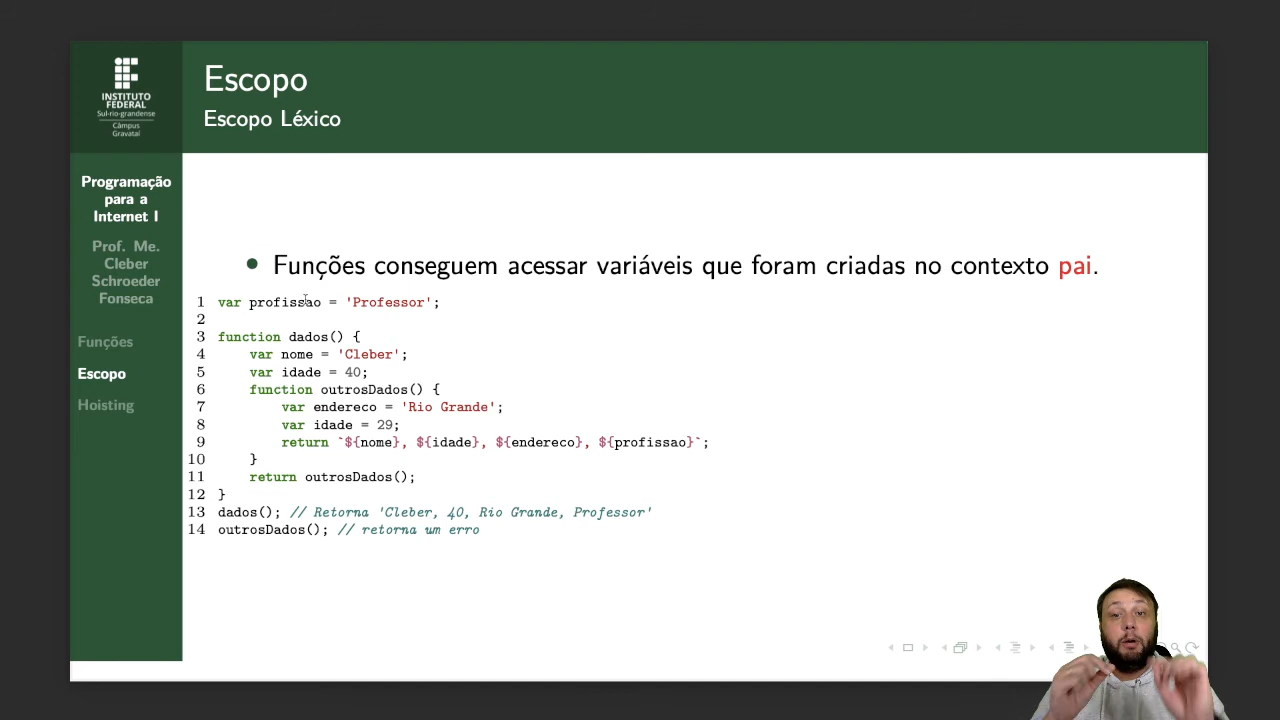 INSTITUTO
FEDERAL
Sul-rio-grandense
Câmpus
Gravataí
Escopo
Escopo Léxico
Programação
para a
Internet I
Prof. Me.
Cleber
Schroeder
Fonseca
Funções
Escopo
Hoisting
Funções conseguem acessar variáveis que foram criadas no contexto pai.
1 var profissao = 'Professor';
2
3 function dados() {
4 var nome = 'Cleber';
5 var idade = 40;
6 function outrosDados() {
7 var endereco = 'Rio Grande';
8 var idade = 29;
9 return `${nome}, ${idade}, ${endereco}, ${profissao}`;
10 }
11 return outrosDados();
12 }
13 dados(); // Retorna 'Cleber, 40, Rio Grande, Professor'
14 outrosDados(); // retorna um erro